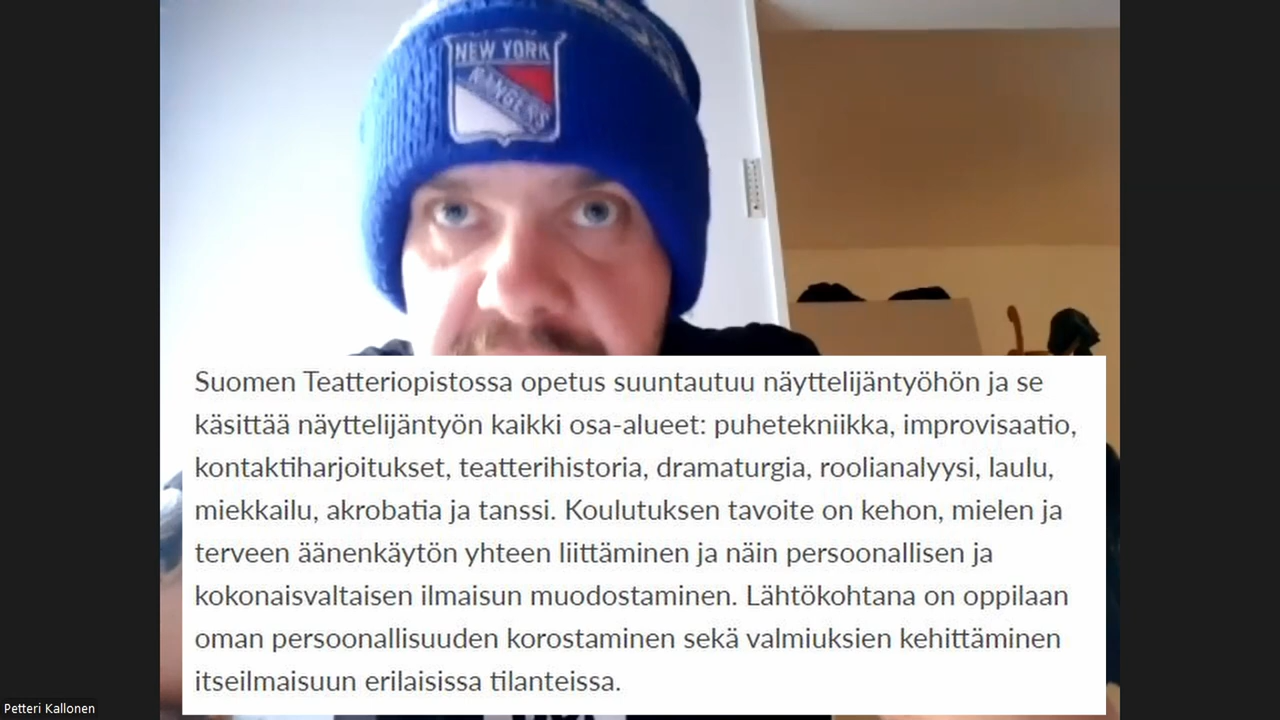 NEW YORK
RANGERS
Suomen Teatteriopistossa opetus suuntautuu näyttelijäntyöhön ja se
käsittää näyttelijäntyön kaikki osa-alueet: puhetekniikka, improvisaatio,
kontaktiharjoitukset, teatterihistoria, dramaturgia, roolianalyysi, laulu,
miekkailu, akrobatia ja tanssi. Koulutuksen tavoite on kehon, mielen ja
terveen äänenkäytön yhteen liittäminen ja näin persoonallisen ja
kokonaisvaltaisen ilmaisun muodostaminen. Lähtökohtana on oppilaan
oman persoonallisuuden korostaminen sekä valmiuksien kehittäminen
itseilmaisuun erilaisissa tilanteissa.
Petteri Kallonen